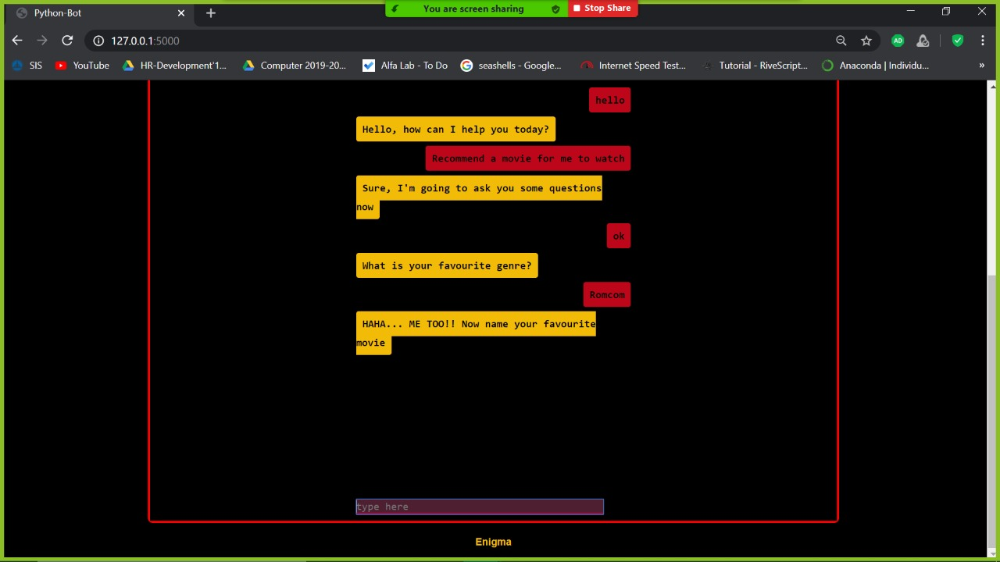 Python-Bot
You are screen sharing
Stop Share
127.0.0.1:5000
AD
SIS
YouTube
HR-Development'1...
Computer 2019-20...
Alfa Lab - To Do
seashells - Google...
Internet Speed Test...
Tutorial - RiveScript...
Anaconda | Individu...
»
hello
Hello, how can I help you today?
Recommend a movie for me to watch
Sure, I'm going to ask you some questions
now
ok
What is your favourite genre?
Romcom
HAHA... ME TOO!! Now name your favourite
movie
type here
Enigma